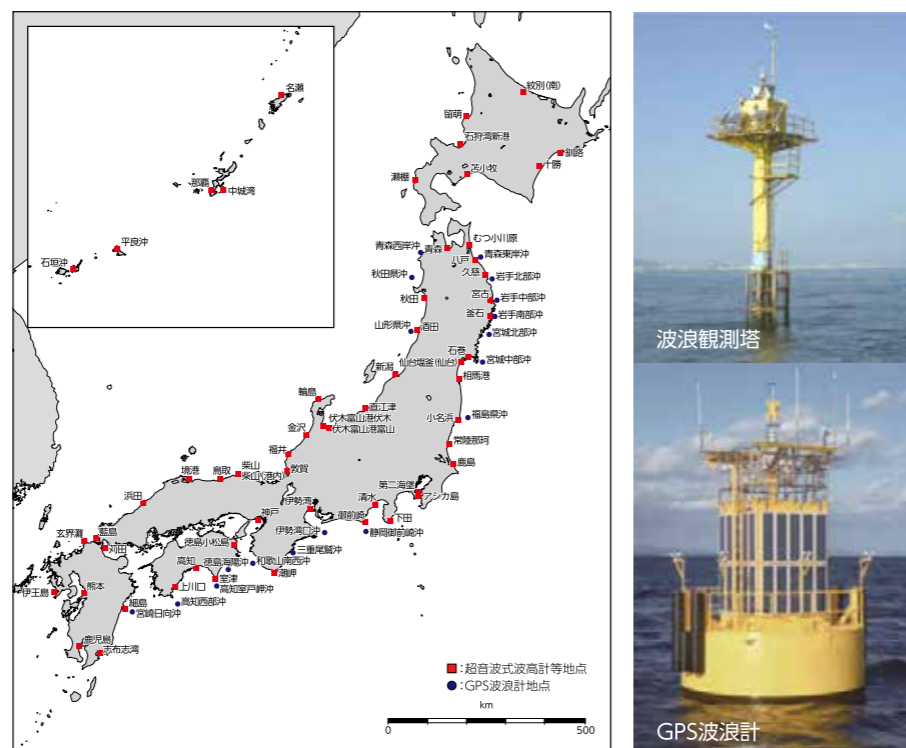 名瀬
那覇
中城湾
平良沖
石垣沖
紋別(南)
留萌
石狩湾新港
釧路
十勝
苫小牧
瀬棚
むつ小川原
青森西岸沖
青森
青森東岸沖
八戸
久慈
岩手北部沖
秋田県沖
秋田
宮古
岩手中部沖
釜石
岩手南部沖
山形県沖
酒田
宮城北部沖
石巻
仙台塩釜(仙台)
宮城中部沖
新潟
相馬港
輪島
直江津
伏木富山港伏木
伏木富山港富山
小名浜
福島県沖
金沢
常陸那珂
福井
鹿島
柴山
柴山(港内)
敦賀
境港
鳥取
浜田
第二海堡
アシカ島
伊勢湾
清水
御前崎
下田
神戸
伊勢湾口沖
静岡御前崎沖
玄界灘
藍島
苅田
徳島小松島
三重尾鷲沖
高知
徳島海陽沖
和歌山南西沖
潮岬
熊本
室津
伊王島
上川口
高知室戸岬沖
高知西部沖
細島
宮崎日向沖
鹿児島
志布志湾
:超音波式波高計等地点
:GPS波浪計地点
km
0
500
波浪観測塔
GPS波浪計